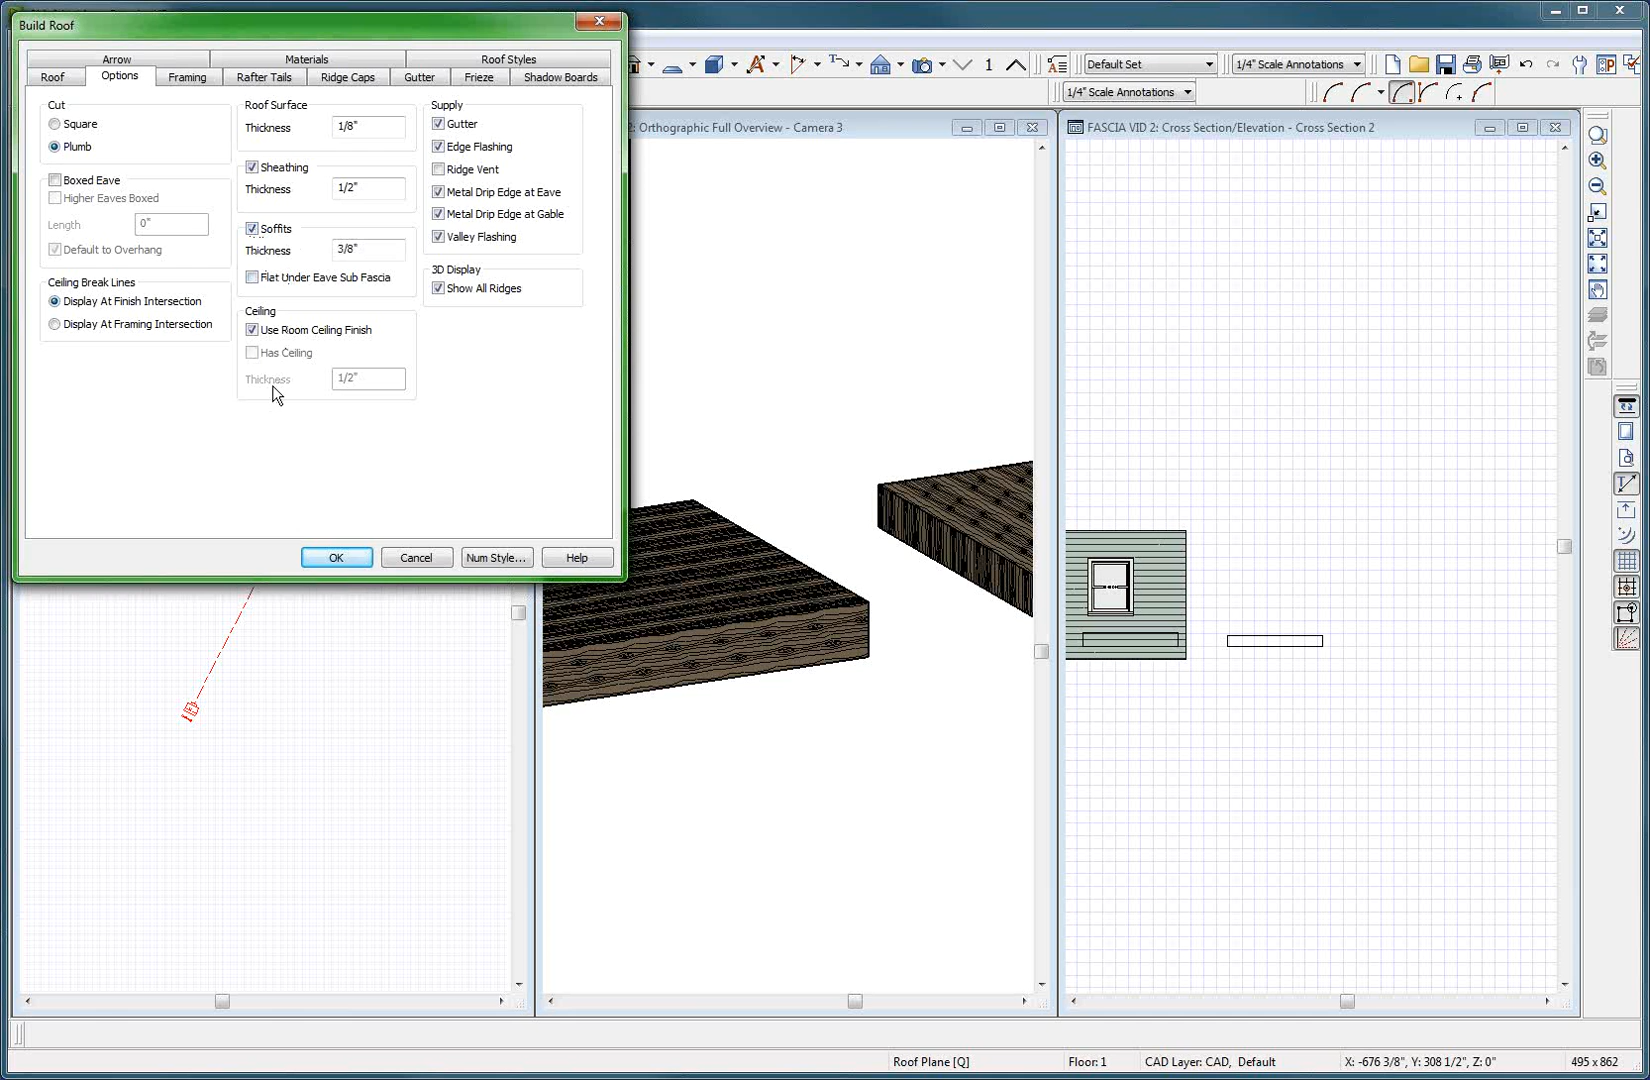 Build Roof
Arrow Materials Roof Styles
Roof Options Framing Rafter Tails Ridge Caps Gutter Frieze Shadow Boards
Cut
Square
Plumb
Boxed Eave
Higher Eaves Boxed
Length 0"
Default to Overhang
Ceiling Break Lines
Display At Finish Intersection
Display At Framing Intersection
Roof Surface
Thickness 1/8"
Sheathing
Thickness 1/2"
Soffits
Thickness 3/8"
Flat Under Eave Sub Fascia
Ceiling
Use Room Ceiling Finish
Has Ceiling
Thickness 1/2"
Supply
Gutter
Edge Flashing
Ridge Vent
Metal Drip Edge at Eave
Metal Drip Edge at Gable
Valley Flashing
3D Display
Show All Ridges
OK Cancel Num Style... Help
1 Default Set 1/4" Scale Annotations
1/4" Scale Annotations
2: Orthographic Full Overview - Camera 3
FASCIA VID 2: Cross Section/Elevation - Cross Section 2
Roof Plane [Q] Floor: 1 CAD Layer: CAD, Default X: -676 3/8", Y: 308 1/2", Z: 0" 495 x 862